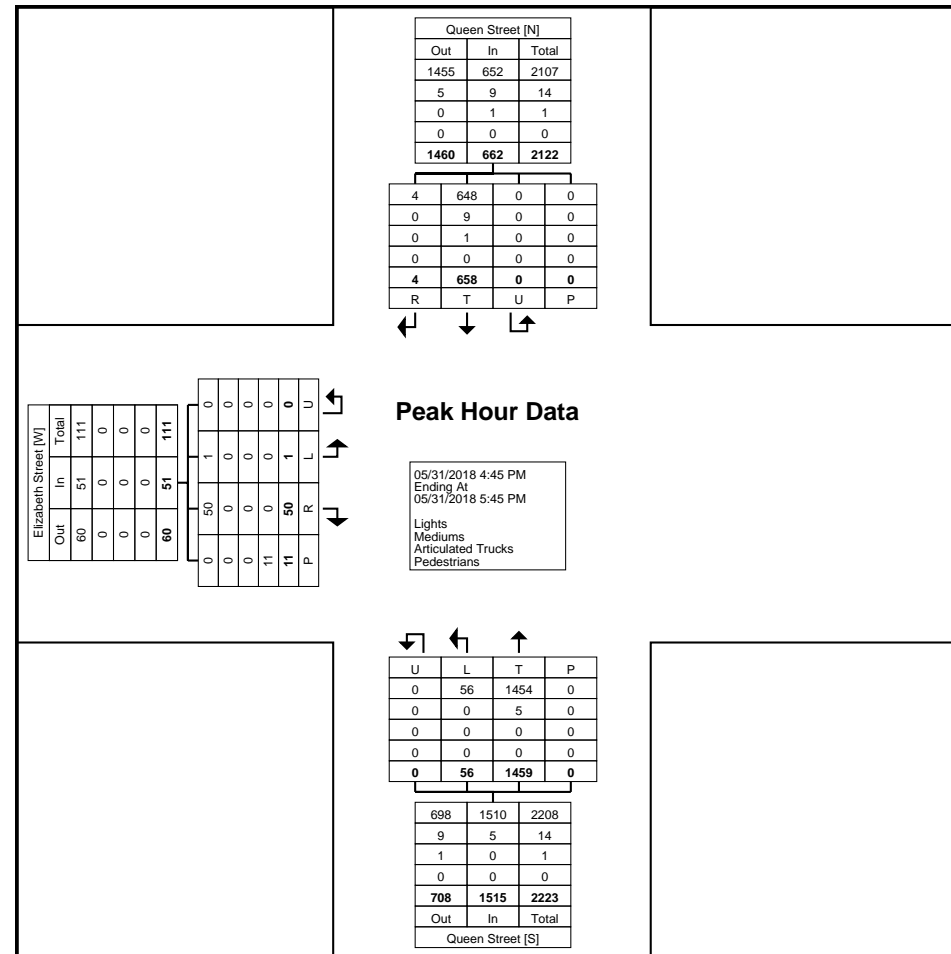 Queen Street [N]
Out In Total
1455 652 2107
5 9 14
0 1 1
0 0 0
1460 662 2122
4 648 0 0
0 9 0 0
0 1 0 0
0 0 0 0
4 658 0 0
R T U P
Elizabeth Street [W]
Out In Total
60 51 111
0 0 0
0 0 0
0 0 0
60 51 111
0 50 1 0
0 0 0 0
0 0 0 0
11 0 0 0
11 50 1 0
P R L U
Peak Hour Data
05/31/2018 4:45 PM
Ending At
05/31/2018 5:45 PM
Lights
Mediums
Articulated Trucks
Pedestrians
U L T P
0 56 1454 0
0 0 5 0
0 0 0 0
0 0 0 0
0 56 1459 0
698 1510 2208
9 5 14
1 0 1
0 0 0
708 1515 2223
Out In Total
Queen Street [S]